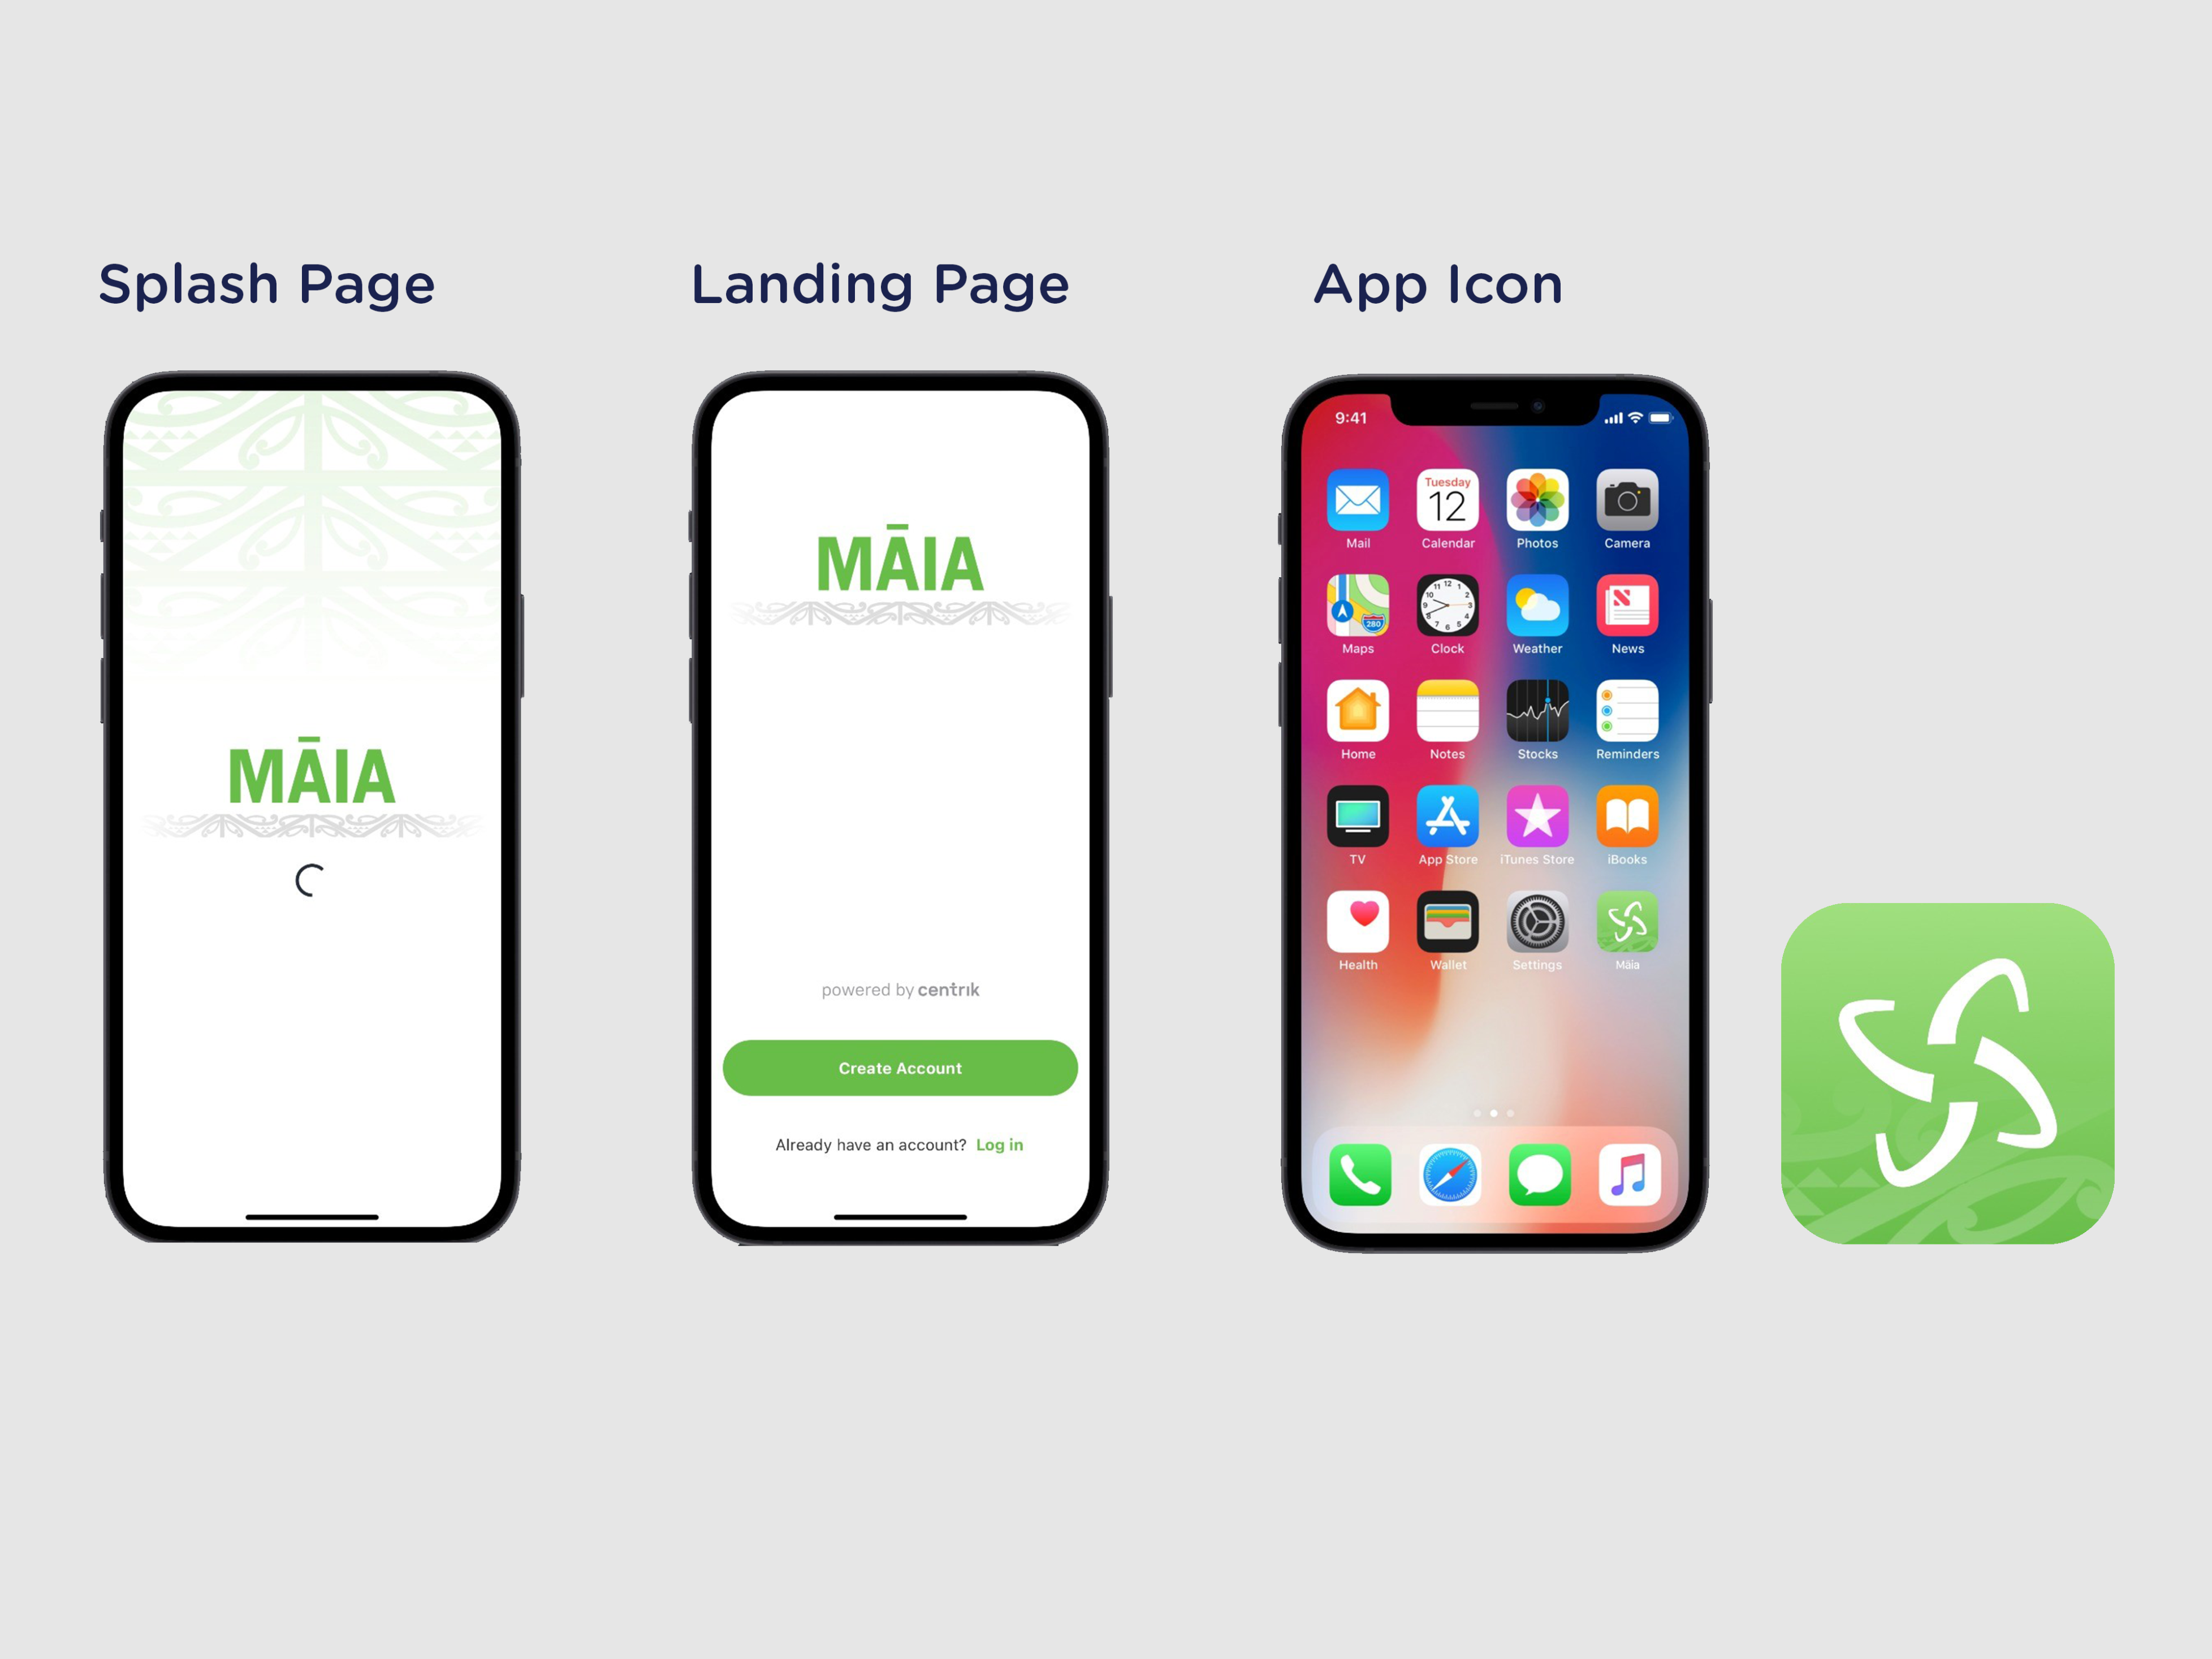 Splash Page
Landing Page
App Icon
MĀIA
MĀIA
powered by centrik
Create Account
Already have an account? Log in
9:41
Mail
Tuesday
12
Calendar
Photos
Camera
Maps
280
Clock
Weather
News
Home
Notes
Stocks
Reminders
TV
App Store
iTunes Store
iBooks
Health
Wallet
Settings
Māia